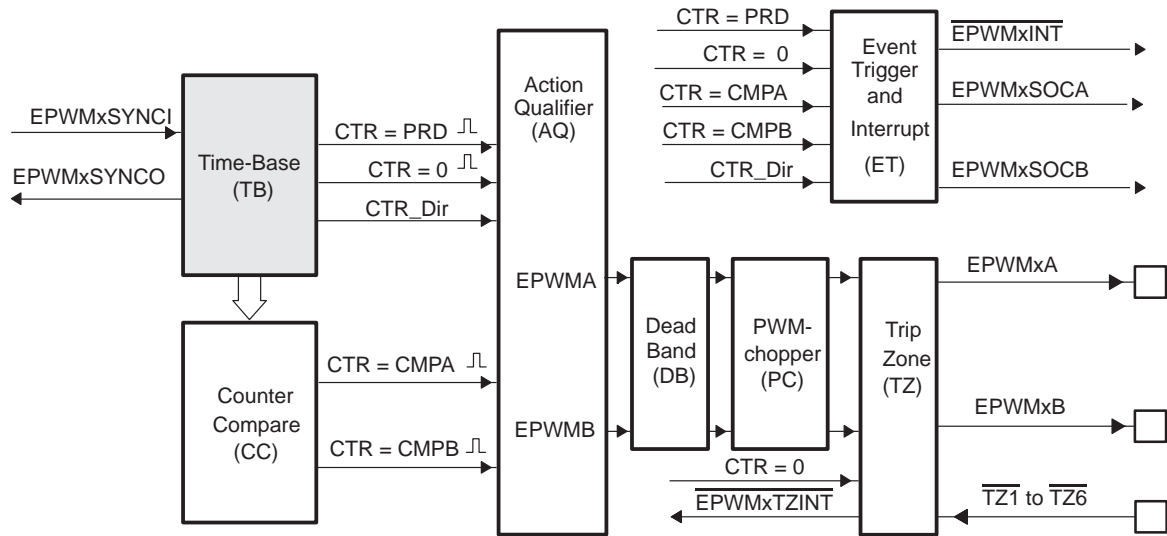 EPWMxSYNCI
EPWMxSYNCO
Time-Base
(TB)
CTR = PRD
CTR = 0
CTR_Dir
Counter
Compare
(CC)
CTR = CMPA
CTR = CMPB
Action
Qualifier
(AQ)
EPWMA
EPWMB
CTR = PRD
CTR = 0
CTR = CMPA
CTR = CMPB
CTR_Dir
Event
Trigger
and
Interrupt
(ET)
EPWMxINT
EPWMxSOCA
EPWMxSOCB
Dead
Band
(DB)
PWM-
chopper
(PC)
Trip
Zone
(TZ)
EPWMxA
EPWMxB
CTR = 0
EPWMxTZINT
TZ1 to TZ6